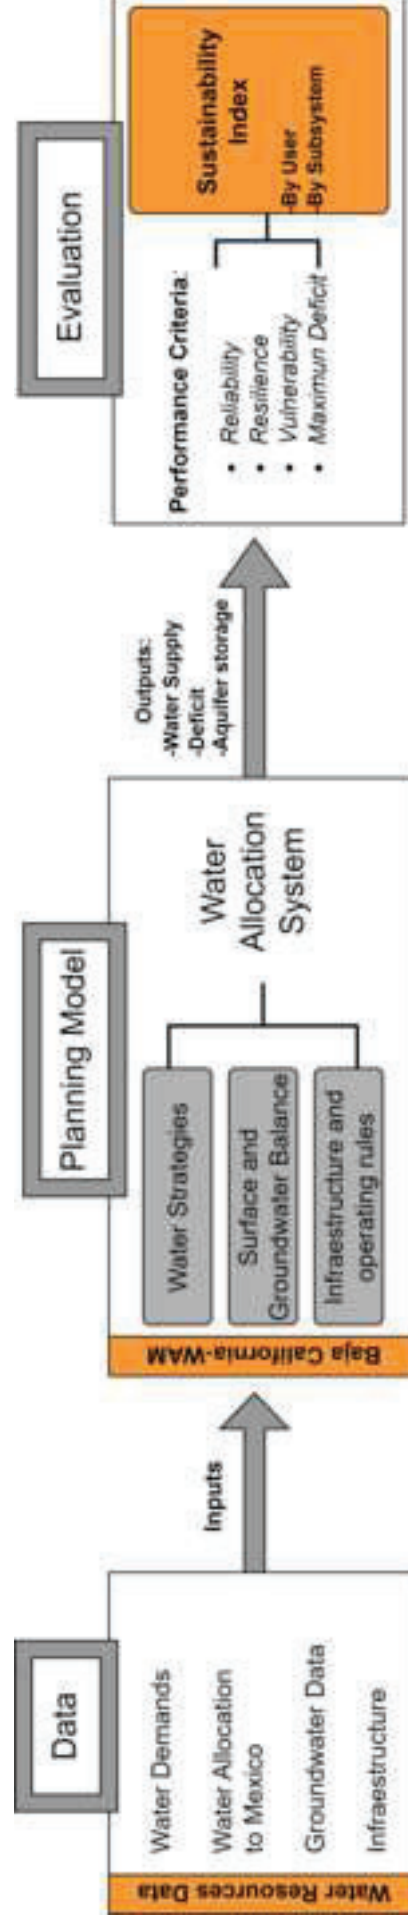 Data
Water Resources Data
Water Demands
Water Allocation
to Mexico
Groundwater Data
Infraestructure
Inputs
Planning Model
Baja California-WAM
Water Strategies
Surface and
Groundwater Balance
Infraestructure and
operating rules
Water
Allocation
System
Outputs:
-Water Supply
-Deficit
-Aquifer storage
Evaluation
Performance Criteria:
• Reliability
• Resilience
• Vulnerability
• Maximun Deficit
Sustainability
Index
-By User
-By Subsystem